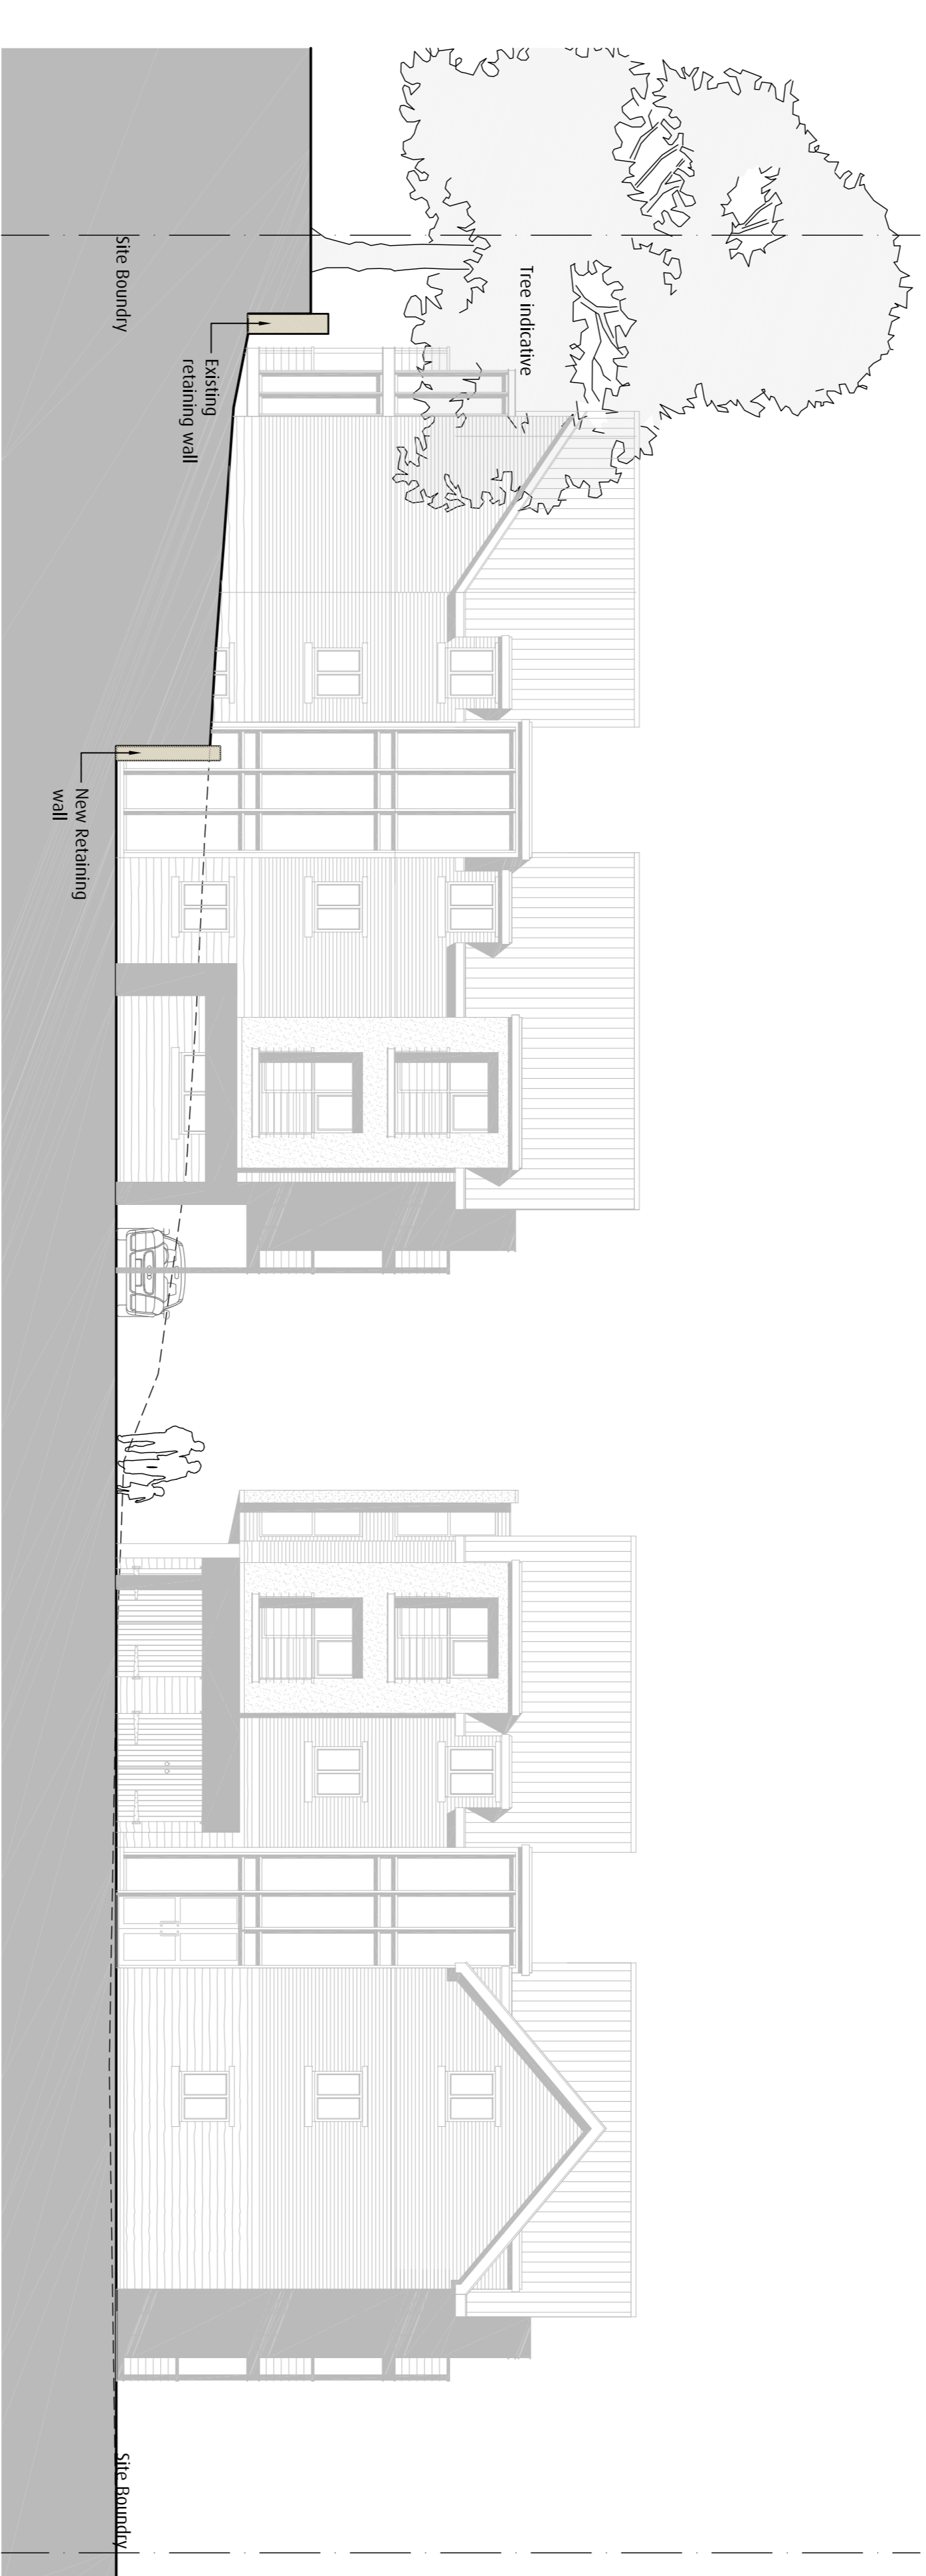 Site Boundry
Existing
retaining wall
Tree indicative
New Retaining
wall
Site Boundry